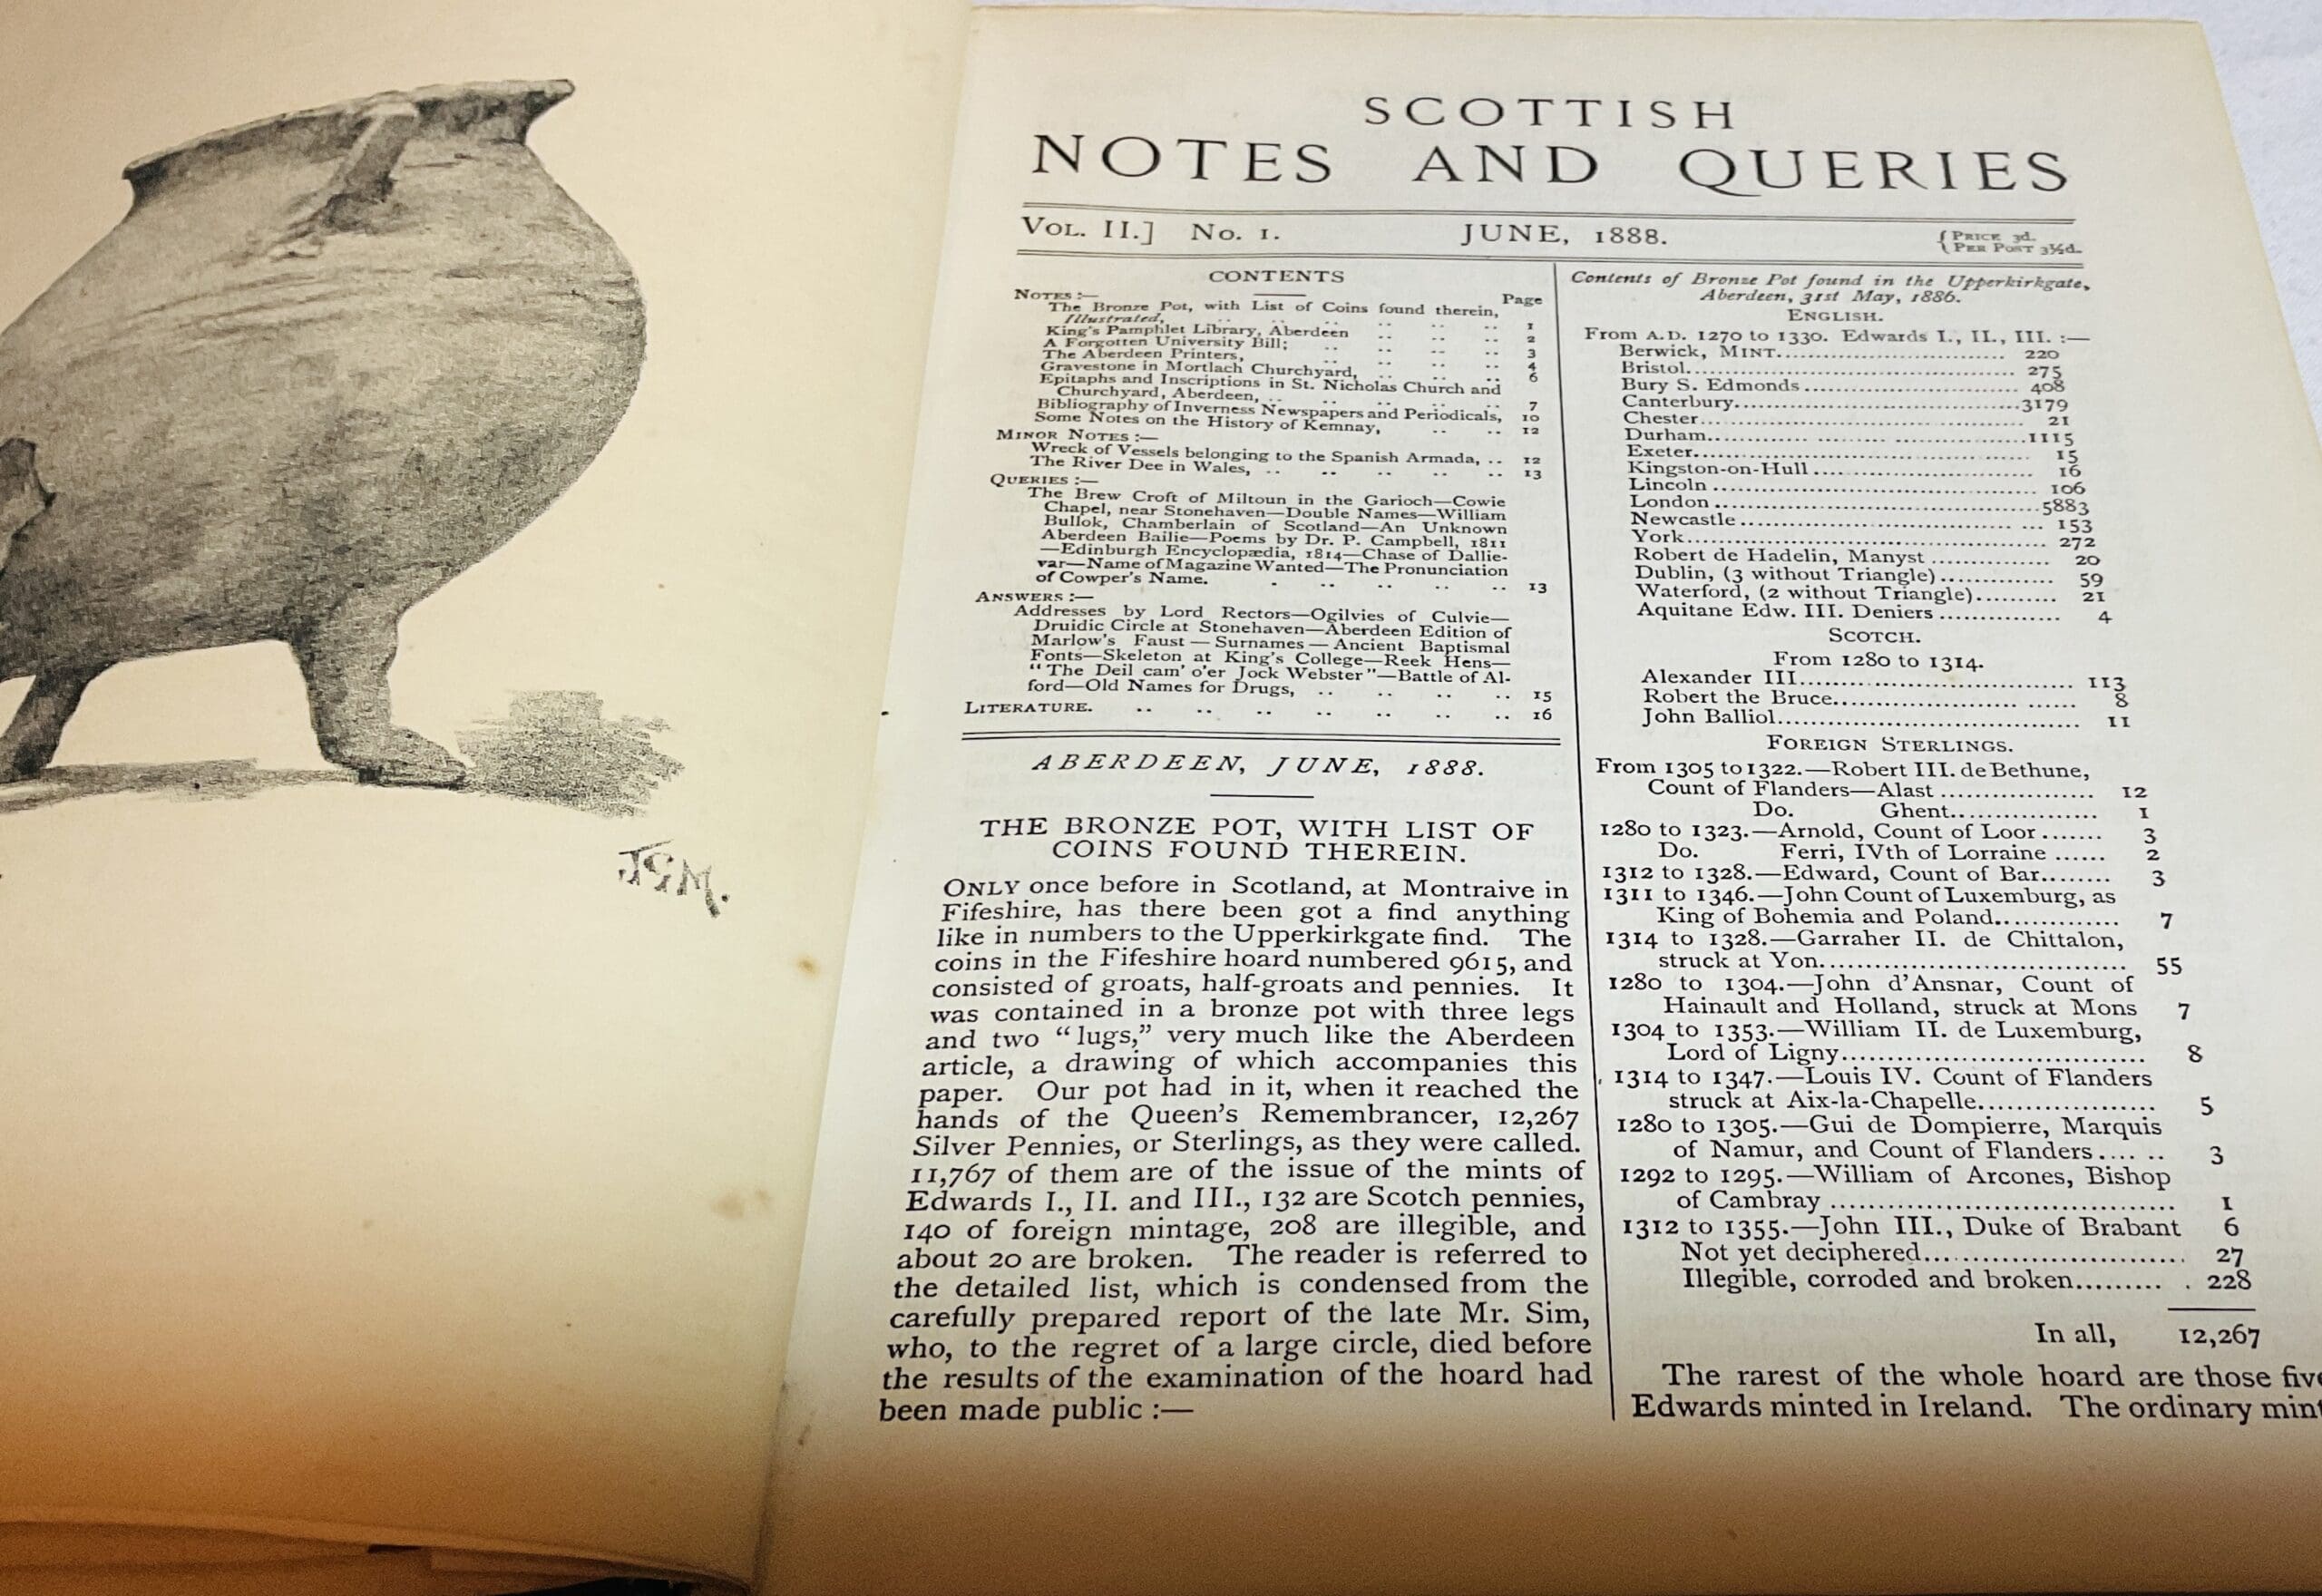 JGM.
SCOTTISH
NOTES AND QUERIES
VOL. II.] No. 1. JUNE, 1888. { PRICE 3d. PER POST 3½d.
CONTENTS
NOTES:— Page
The Bronze Pot, with List of Coins found therein,
Illustrated, .. .. .. .. .. 1
King's Pamphlet Library, Aberdeen .. .. .. 2
A Forgotten University Bill; .. .. .. .. 3
The Aberdeen Printers, .. .. .. .. 4
Gravestone in Mortlach Churchyard, .. .. .. 6
Epitaphs and Inscriptions in St. Nicholas Church and
Churchyard, Aberdeen, .. .. .. .. .. 7
Bibliography of Inverness Newspapers and Periodicals, 10
Some Notes on the History of Kemnay, .. .. 12
MINOR NOTES:—
Wreck of Vessels belonging to the Spanish Armada, .. 12
The River Dee in Wales, .. .. .. .. .. 13
QUERIES:—
The Brew Croft of Miltoun in the Garioch—Cowie
Chapel, near Stonehaven—Double Names—William
Bullok, Chamberlain of Scotland—An Unknown
Aberdeen Bailie—Poems by Dr. P. Campbell, 1811
—Edinburgh Encyclopædia, 1814—Chase of Dallie-
var—Name of Magazine Wanted—The Pronunciation
of Cowper's Name. . .. .. .. .. 13
ANSWERS:—
Addresses by Lord Rectors—Ogilvies of Culvie—
Druidic Circle at Stonehaven—Aberdeen Edition of
Marlow's Faust — Surnames — Ancient Baptismal
Fonts—Skeleton at King's College—Reek Hens—
"The Deil cam' o'er Jock Webster"—Battle of Al-
ford—Old Names for Drugs, .. .. .. .. 15
LITERATURE. .. .. .. .. .. .. .. 16
ABERDEEN, JUNE, 1888.
THE BRONZE POT, WITH LIST OF
COINS FOUND THEREIN.
ONLY once before in Scotland, at Montraive in
Fifeshire, has there been got a find anything
like in numbers to the Upperkirkgate find. The
coins in the Fifeshire hoard numbered 9615, and
consisted of groats, half-groats and pennies. It
was contained in a bronze pot with three legs
and two "lugs," very much like the Aberdeen
article, a drawing of which accompanies this
paper. Our pot had in it, when it reached the
hands of the Queen's Remembrancer, 12,267
Silver Pennies, or Sterlings, as they were called.
11,767 of them are of the issue of the mints of
Edwards I., II. and III., 132 are Scotch pennies,
140 of foreign mintage, 208 are illegible, and
about 20 are broken. The reader is referred to
the detailed list, which is condensed from the
carefully prepared report of the late Mr. Sim,
who, to the regret of a large circle, died before
the results of the examination of the hoard had
been made public :—
Contents of Bronze Pot found in the Upperkirkgate,
Aberdeen, 31st May, 1886.
ENGLISH.
From A.D. 1270 to 1330. Edwards I., II., III. :—
Berwick, MINT.................... 220
Bristol.................... 275
Bury S. Edmonds.................... 408
Canterbury....................3179
Chester.................... 21
Durham....................1115
Exeter.................... 15
Kingston-on-Hull.................... 16
Lincoln.................... 106
London....................5883
Newcastle.................... 153
York.................... 272
Robert de Hadelin, Manyst.................... 20
Dublin, (3 without Triangle).................... 59
Waterford, (2 without Triangle).......... 21
Aquitane Edw. III. Deniers.................... 4
SCOTCH.
From 1280 to 1314.
Alexander III.................... 113
Robert the Bruce.................... 8
John Balliol.................... 11
FOREIGN STERLINGS.
From 1305 to 1322.—Robert III. de Bethune,
Count of Flanders—Alast.................... 12
Do. Ghent.................... 1
1280 to 1323.—Arnold, Count of Loor....... 3
Do. Ferri, IVth of Lorraine...... 2
1312 to 1328.—Edward, Count of Bar........ 3
1311 to 1346.—John Count of Luxemburg, as
King of Bohemia and Poland............... 7
1314 to 1328.—Garraher II. de Chittalon,
struck at Yon.................... 55
1280 to 1304.—John d'Ansnar, Count of
Hainault and Holland, struck at Mons 7
1304 to 1353.—William II. de Luxemburg,
Lord of Ligny.................... 8
1314 to 1347.—Louis IV. Count of Flanders
struck at Aix-la-Chapelle.................... 5
1280 to 1305.—Gui de Dompierre, Marquis
of Namur, and Count of Flanders.... .. 3
1292 to 1295.—William of Arcones, Bishop
of Cambray.................... 1
1312 to 1355.—John III., Duke of Brabant 6
Not yet deciphered.................... 27
Illegible, corroded and broken......... . 228
In all, 12,267
The rarest of the whole hoard are those five
Edwards minted in Ireland. The ordinary mint